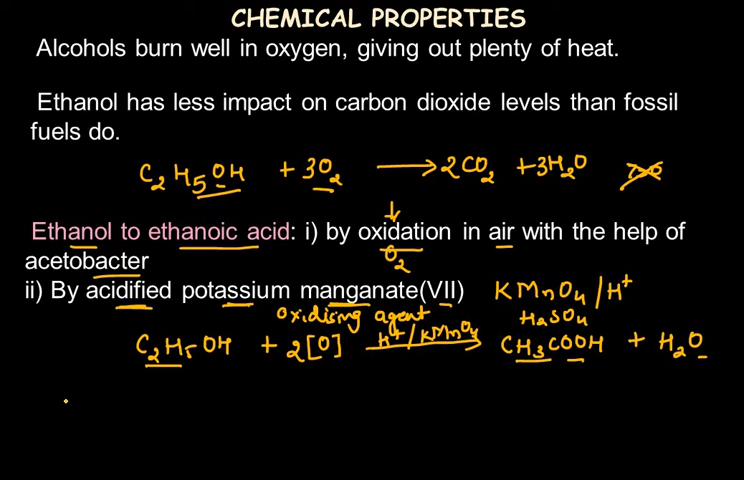 CHEMICAL PROPERTIES
Alcohols burn well in oxygen, giving out plenty of heat.
Ethanol has less impact on carbon dioxide levels than fossil
fuels do.
C₂H₅OH + 3O₂ → 2CO₂ + 3H₂O
Ethanol to ethanoic acid: i) by oxidation in air with the help of
O₂
acetobacter
ii) By acidified potassium manganate(VII) KMnO₄/H⁺
oxidising agent H₂SO₄
H⁺/KMnO₄
C₂H₅OH + 2[O] → CH₃COOH + H₂O